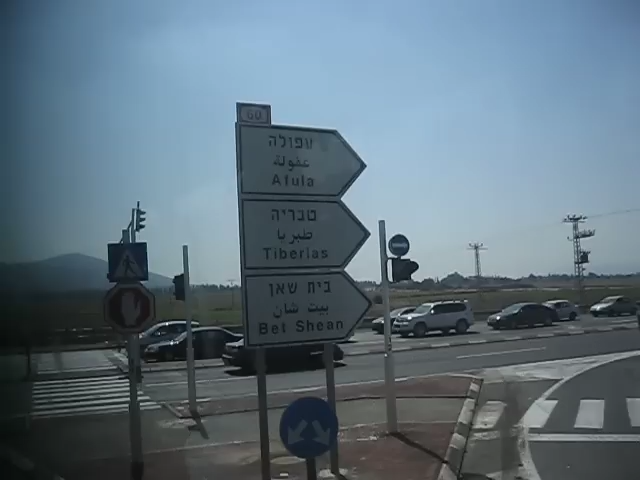 60
עפולה
عفولة
Afula
טבריה
طبريا
Tiberias
בית שאן
بيت شان
Bet Shean